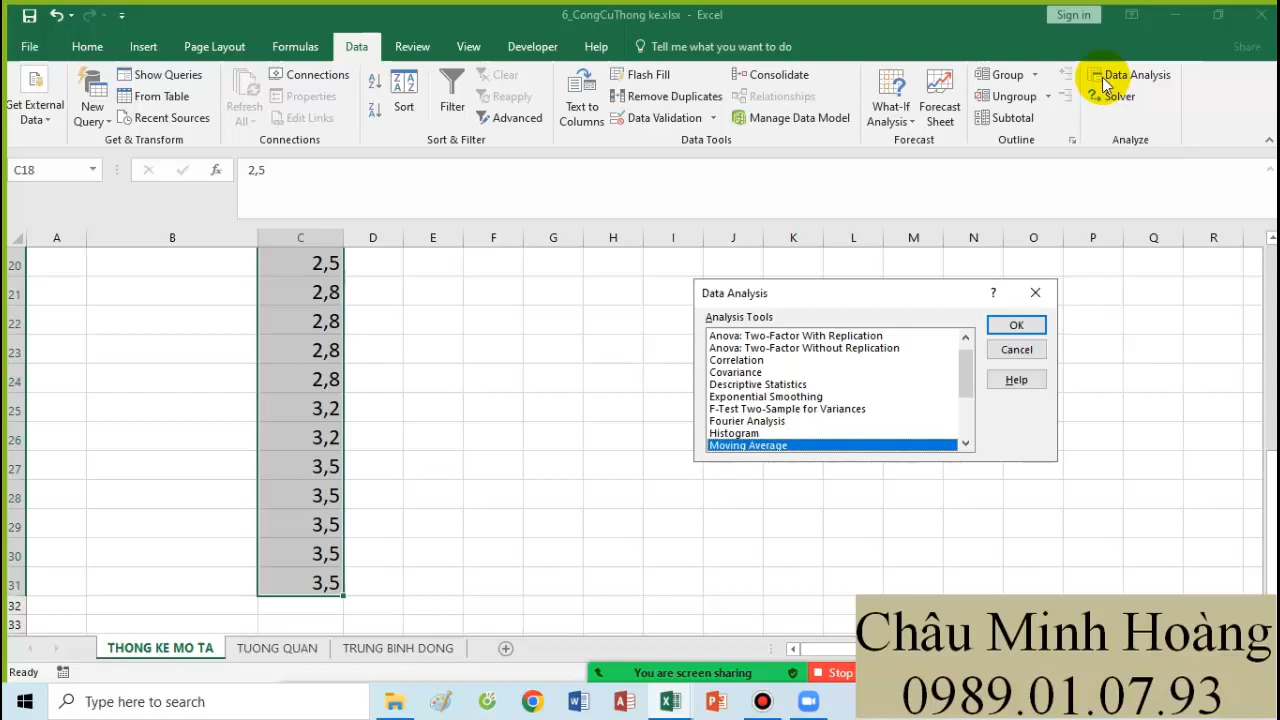 6_CongCuThong ke.xlsx - Excel
Sign in
File Home Insert Page Layout Formulas Data Review View Developer Help Tell me what you want to do Share
Get External Data
New Query
Show Queries
From Table
Recent Sources
Get & Transform
Refresh All
Connections
Properties
Edit Links
Connections
Sort
Filter
Clear
Reapply
Advanced
Sort & Filter
Text to Columns
Flash Fill
Remove Duplicates
Data Validation
Consolidate
Relationships
Manage Data Model
Data Tools
What-If Analysis
Forecast Sheet
Forecast
Group
Ungroup
Subtotal
Outline
Data Analysis
Solver
Analyze
C18 fx 2,5
A B C D E F G H I J K L M N O P Q R
20 2,5
21 2,8
22 2,8
23 2,8
24 2,8
25 3,2
26 3,2
27 3,5
28 3,5
29 3,5
30 3,5
31 3,5
32
33
Data Analysis ?
Analysis Tools
Anova: Two-Factor With Replication
Anova: Two-Factor Without Replication
Correlation
Covariance
Descriptive Statistics
Exponential Smoothing
F-Test Two-Sample for Variances
Fourier Analysis
Histogram
Moving Average
OK
Cancel
Help
THONG KE MO TA TUONG QUAN TRUNG BINH DONG
Ready
You are screen sharing Stop
Type here to search
Châu Minh Hoàng
0989.01.07.93